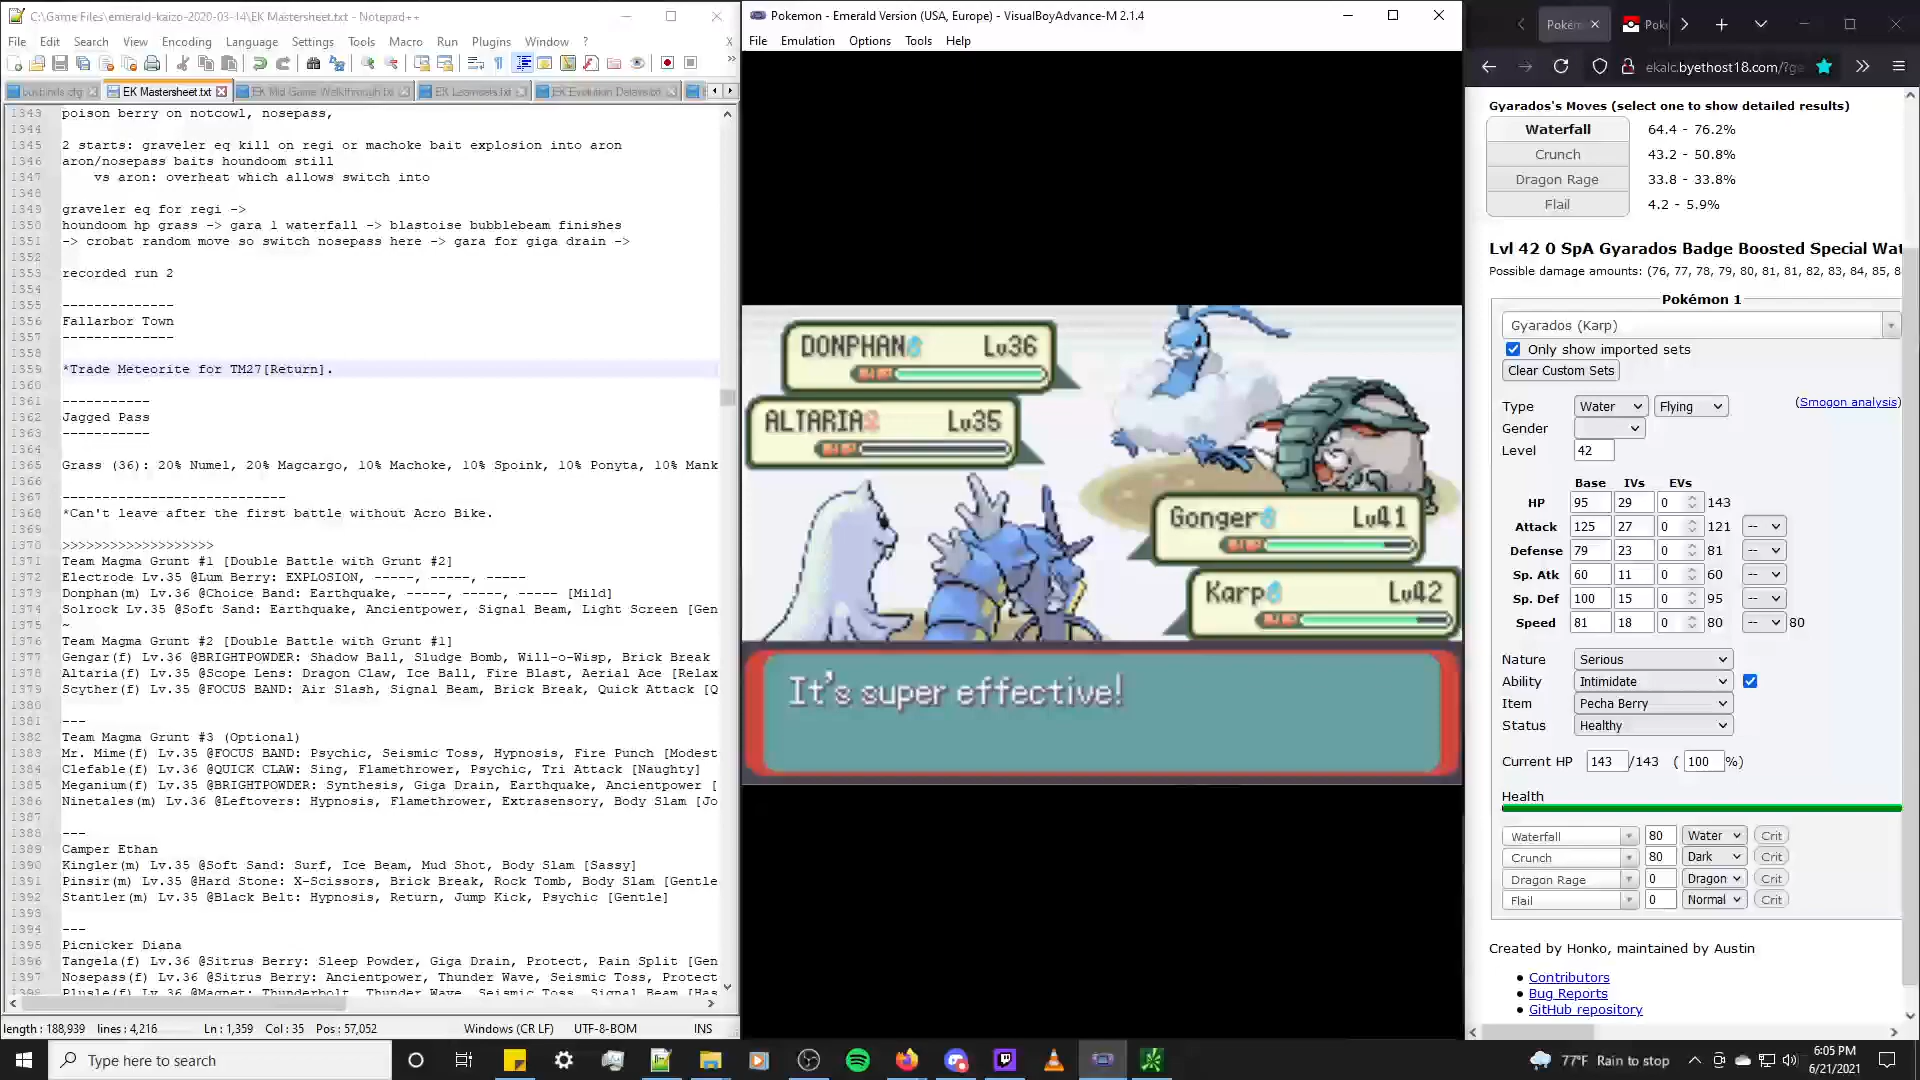 C:\Game Files\emerald-kaizo-2020-03-14\EK Mastersheet.txt - Notepad++
File Edit Search View Encoding Language Settings Tools Macro Run Plugins Window ?
EK Mastersheet.txt
EK Mid Game Walkthrough.txt
EK Learnsets.txt
1343 poison berry on notcowl, nosepass,
1344
1345 2 starts: graveler eq kill on regi or machoke bait explosion into aron
1346 aron/nosepass baits houndoom still
1347 vs aron: overheat which allows switch into
1348
1349 graveler eq for regi ->
1350 houndoom hp grass -> gara 1 waterfall -> blastoise bubblebeam finishes
1351 -> crobat random move so switch nosepass here -> gara for giga drain ->
1352
1353 recorded run 2
1354
1355 --------------
1356 Fallarbor Town
1357 --------------
1358
1359 *Trade Meteorite for TM27[Return].
1360
1361 -----------
1362 Jagged Pass
1363 -----------
1364
1365 Grass (36): 20% Numel, 20% Magcargo, 10% Machoke, 10% Spoink, 10% Ponyta, 10% Mank
1366
1367 ----------------------------
1368 *Can't leave after the first battle without Acro Bike.
1369
1370 >>>>>>>>>>>>>>>>>>>
1371 Team Magma Grunt #1 [Double Battle with Grunt #2]
1372 Electrode Lv.35 @Lum Berry: EXPLOSION, -----, -----, -----
1373 Donphan(m) Lv.36 @Choice Band: Earthquake, -----, -----, ----- [Mild]
1374 Solrock Lv.35 @Soft Sand: Earthquake, Ancientpower, Signal Beam, Light Screen [Gen
1375 ~
1376 Team Magma Grunt #2 [Double Battle with Grunt #1]
1377 Gengar(f) Lv.36 @BRIGHTPOWDER: Shadow Ball, Sludge Bomb, Will-o-Wisp, Brick Break
1378 Altaria(f) Lv.35 @Scope Lens: Dragon Claw, Ice Ball, Fire Blast, Aerial Ace [Relax
1379 Scyther(f) Lv.35 @FOCUS BAND: Air Slash, Signal Beam, Brick Break, Quick Attack [Q
1380
1381 ---
1382 Team Magma Grunt #3 (Optional)
1383 Mr. Mime(f) Lv.35 @FOCUS BAND: Psychic, Seismic Toss, Hypnosis, Fire Punch [Modest
1384 Clefable(f) Lv.36 @QUICK CLAW: Sing, Flamethrower, Psychic, Tri Attack [Naughty]
1385 Meganium(f) Lv.35 @BRIGHTPOWDER: Synthesis, Giga Drain, Earthquake, Ancientpower [
1386 Ninetales(m) Lv.36 @Leftovers: Hypnosis, Flamethrower, Extrasensory, Body Slam [Jo
1387
1388 ---
1389 Camper Ethan
1390 Kingler(m) Lv.35 @Soft Sand: Surf, Ice Beam, Mud Shot, Body Slam [Sassy]
1391 Pinsir(m) Lv.35 @Hard Stone: X-Scissors, Brick Break, Rock Tomb, Body Slam [Gentle
1392 Stantler(m) Lv.35 @Black Belt: Hypnosis, Return, Jump Kick, Psychic [Gentle]
1393
1394 ---
1395 Picnicker Diana
1396 Tangela(f) Lv.36 @Sitrus Berry: Sleep Powder, Giga Drain, Protect, Pain Split [Gen
1397 Nosepass(f) Lv.36 @Sitrus Berry: Ancientpower, Thunder Wave, Seismic Toss, Protect
1398 Plusle(f) Lv.36 @Magnet: Thunderbolt, Thunder Wave, Seismic Toss, Signal Beam [Has
length : 188,939 lines : 4,216 Ln : 1,359 Col : 35 Pos : 57,052 Windows (CR LF) UTF-8-BOM INS
Pokemon - Emerald Version (USA, Europe) - VisualBoyAdvance-M 2.1.4
File Emulation Options Tools Help
DONPHAN♂ Lv36
ALTARIA♀ Lv35
Gonger♂ Lv41
Karp♂ Lv42
It's super effective!
ekalc.byethost18.com/?ge
Gyarados's Moves (select one to show detailed results)
Waterfall 64.4 - 76.2%
Crunch 43.2 - 50.8%
Dragon Rage 33.8 - 33.8%
Flail 4.2 - 5.9%
Lvl 42 0 SpA Gyarados Badge Boosted Special Wat
Possible damage amounts: (76, 77, 78, 79, 80, 81, 81, 82, 83, 84, 85, 8
Pokémon 1
Gyarados (Karp)
Only show imported sets
Clear Custom Sets
Type Water Flying (Smogon analysis)
Gender
Level 42
Base IVs EVs
HP 95 29 0 143
Attack 125 27 0 121 --
Defense 79 23 0 81 --
Sp. Atk 60 11 0 60 --
Sp. Def 100 15 0 95 --
Speed 81 18 0 80 -- 80
Nature Serious
Ability Intimidate
Item Pecha Berry
Status Healthy
Current HP 143 /143 ( 100 %)
Health
Waterfall 80 Water Crit
Crunch 80 Dark Crit
Dragon Rage 0 Dragon Crit
Flail 0 Normal Crit
Created by Honko, maintained by Austin
• Contributors
• Bug Reports
• GitHub repository
Type here to search
77°F Rain to stop
6:05 PM
6/21/2021